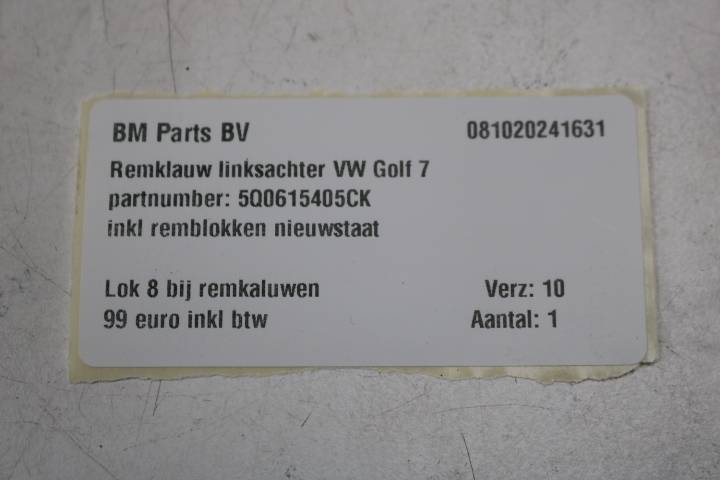 BM Parts BV 081020241631
Remklauw linksachter VW Golf 7
partnumber: 5Q0615405CK
inkl remblokken nieuwstaat
Lok 8 bij remkaluwen Verz: 10
99 euro inkl btw Aantal: 1